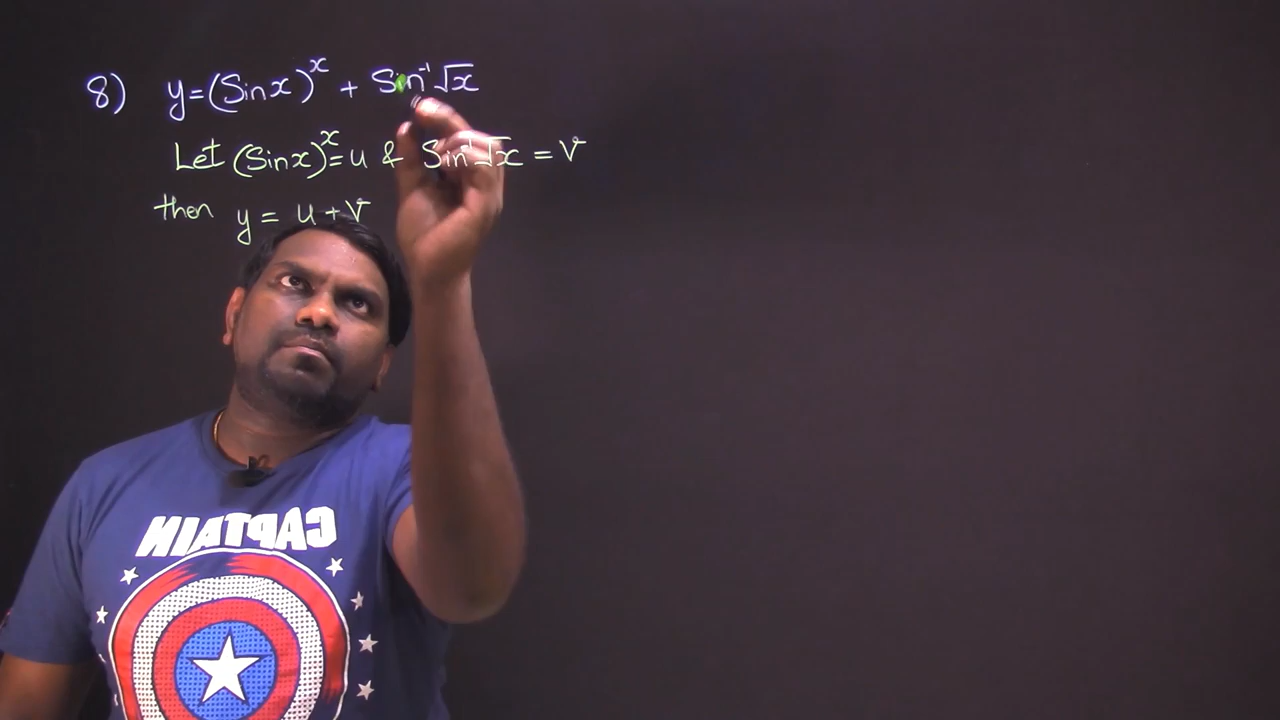 8) y=(Sinx)ˣ + Sin⁻¹√x
Let (Sinx)ˣ=u & Sin⁻¹√x = V
then y = u + V
CAPTAIN